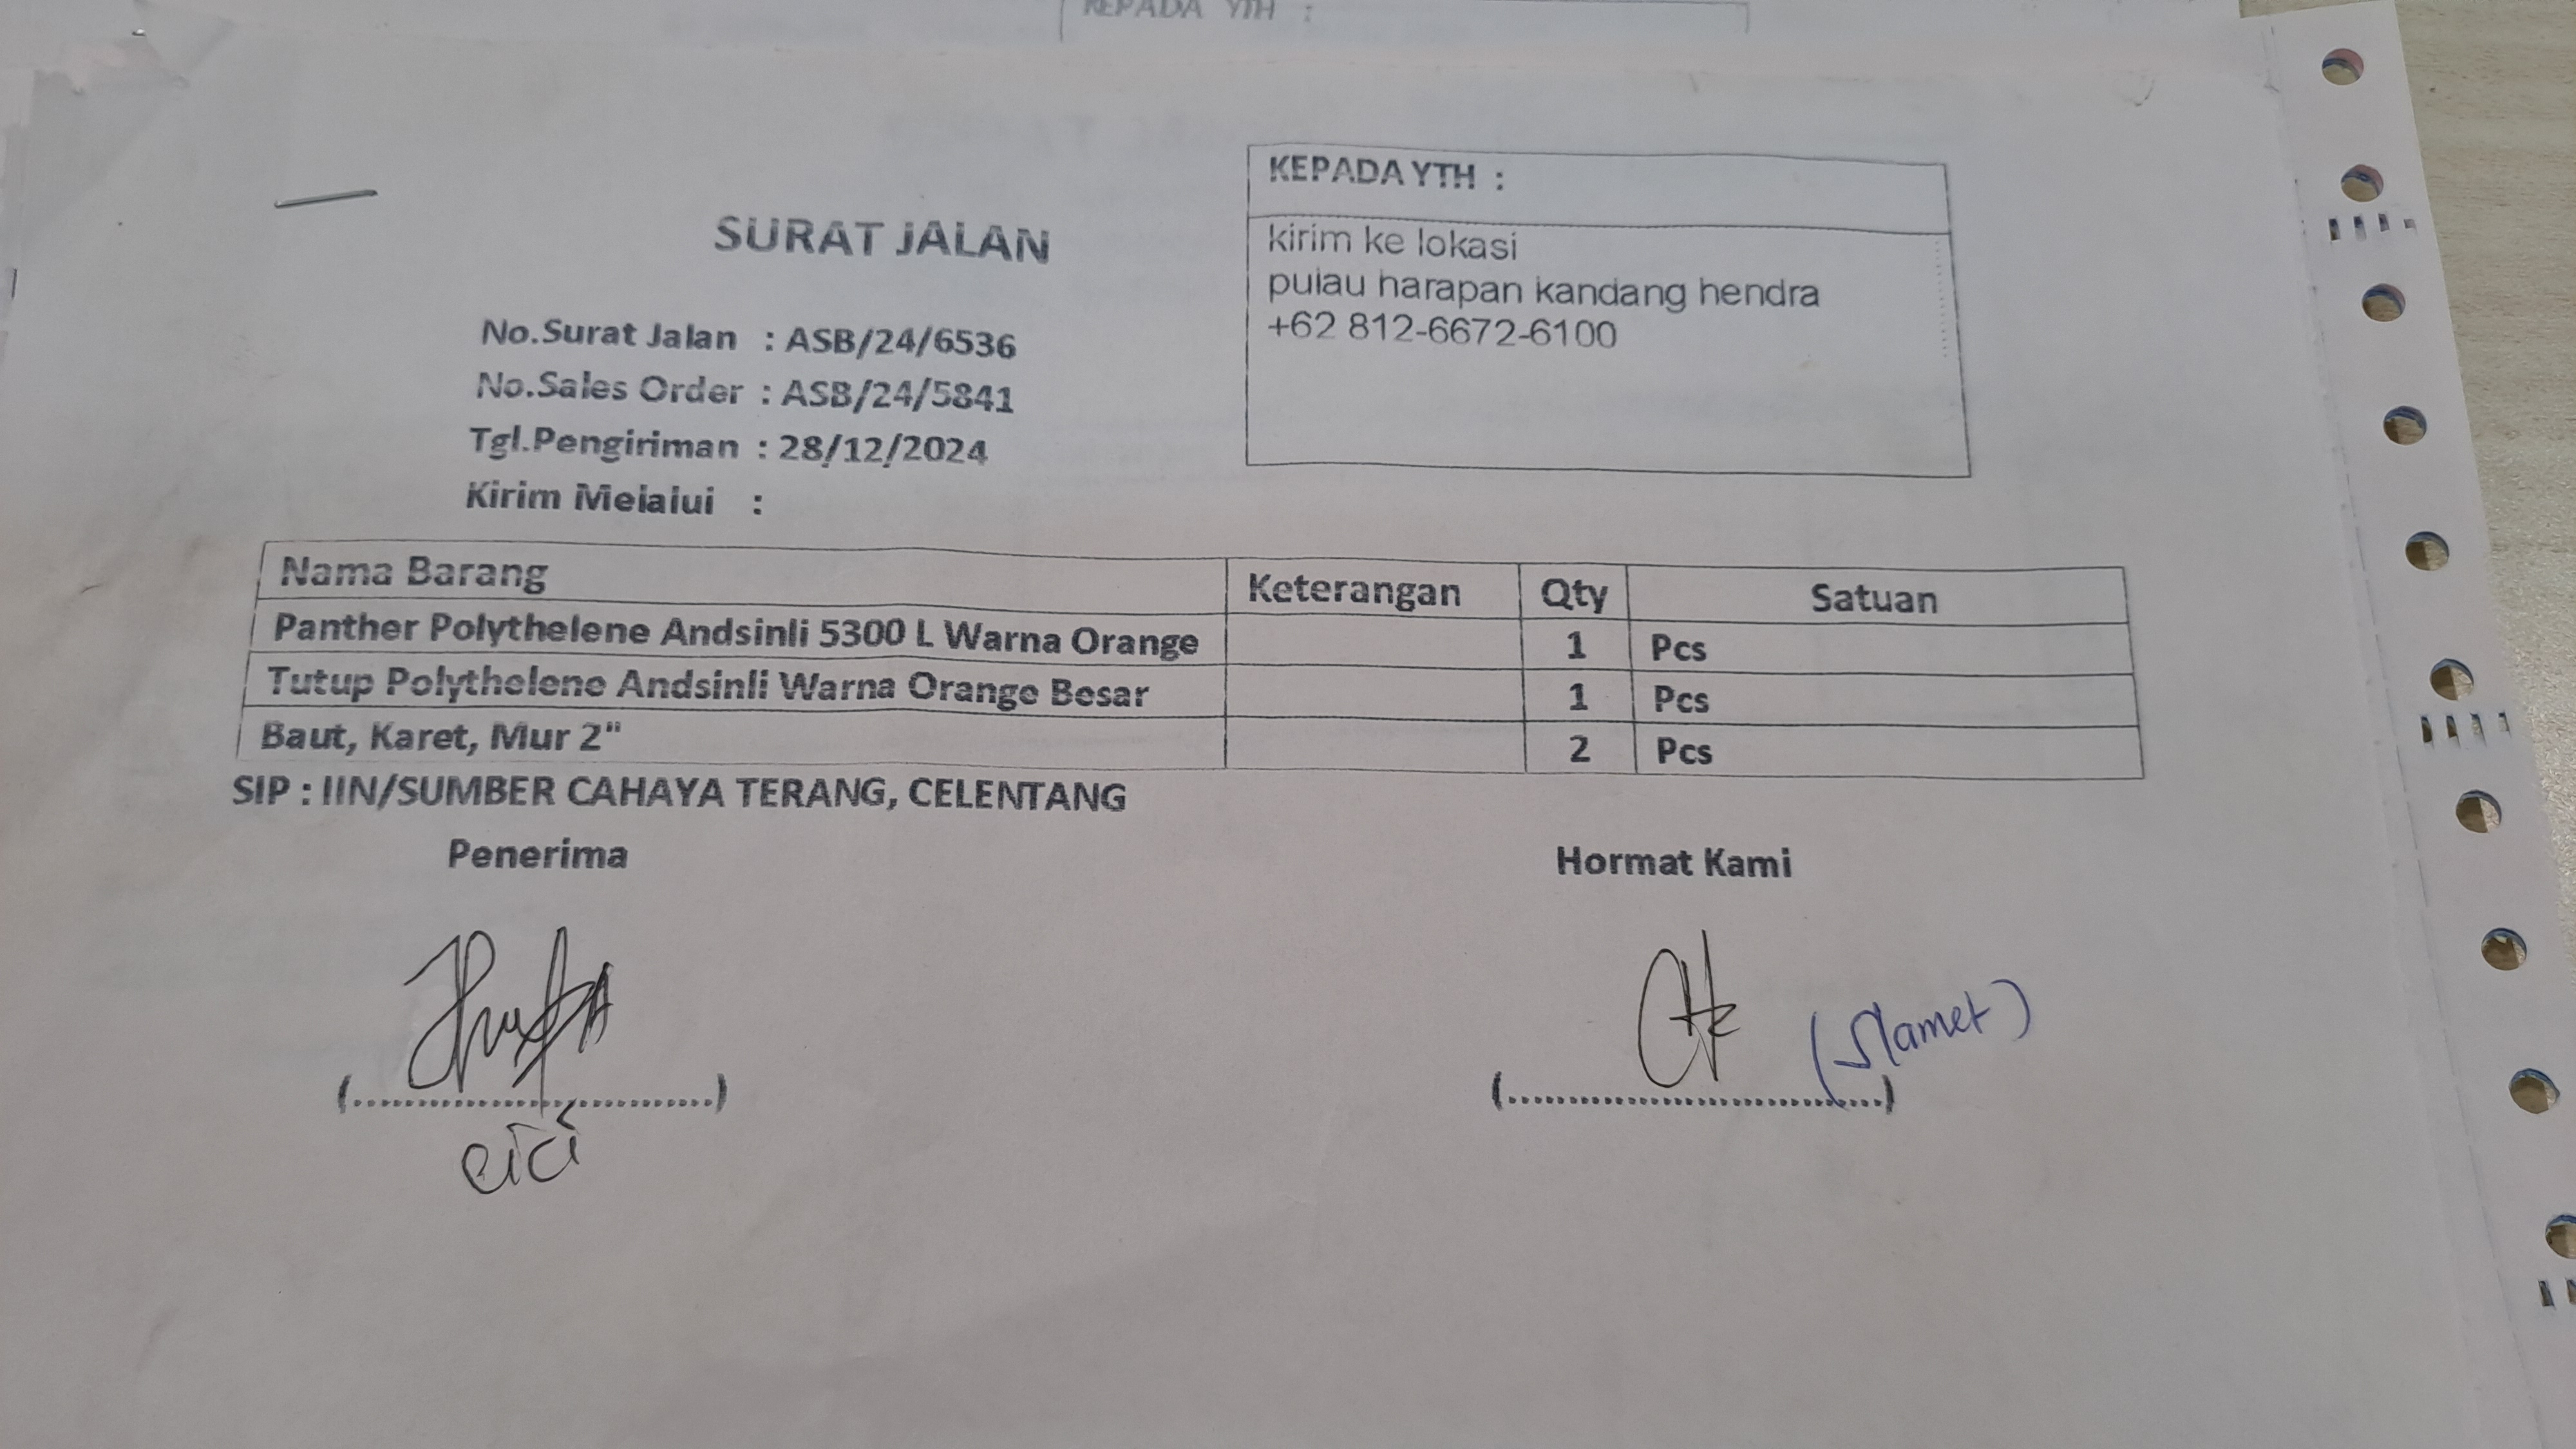 KEPADA YTH :
KEPADA YTH :
kirim ke lokasi
pulau harapan kandang hendra
+62 812-6672-6100
SURAT JALAN
No.Surat Jalan : ASB/24/6536
No.Sales Order : ASB/24/5841
Tgl.Pengiriman : 28/12/2024
Kirim Melalui :
Nama Barang Keterangan Qty Satuan
Panther Polythelene Andsinli 5300 L Warna Orange 1 Pcs
Tutup Polythelene Andsinli Warna Orange Besar 1 Pcs
Baut, Karet, Mur 2" 2 Pcs
SIP : IIN/SUMBER CAHAYA TERANG, CELENTANG
Penerima Hormat Kami
(Slamet)
(..............................) (..............................)
cici